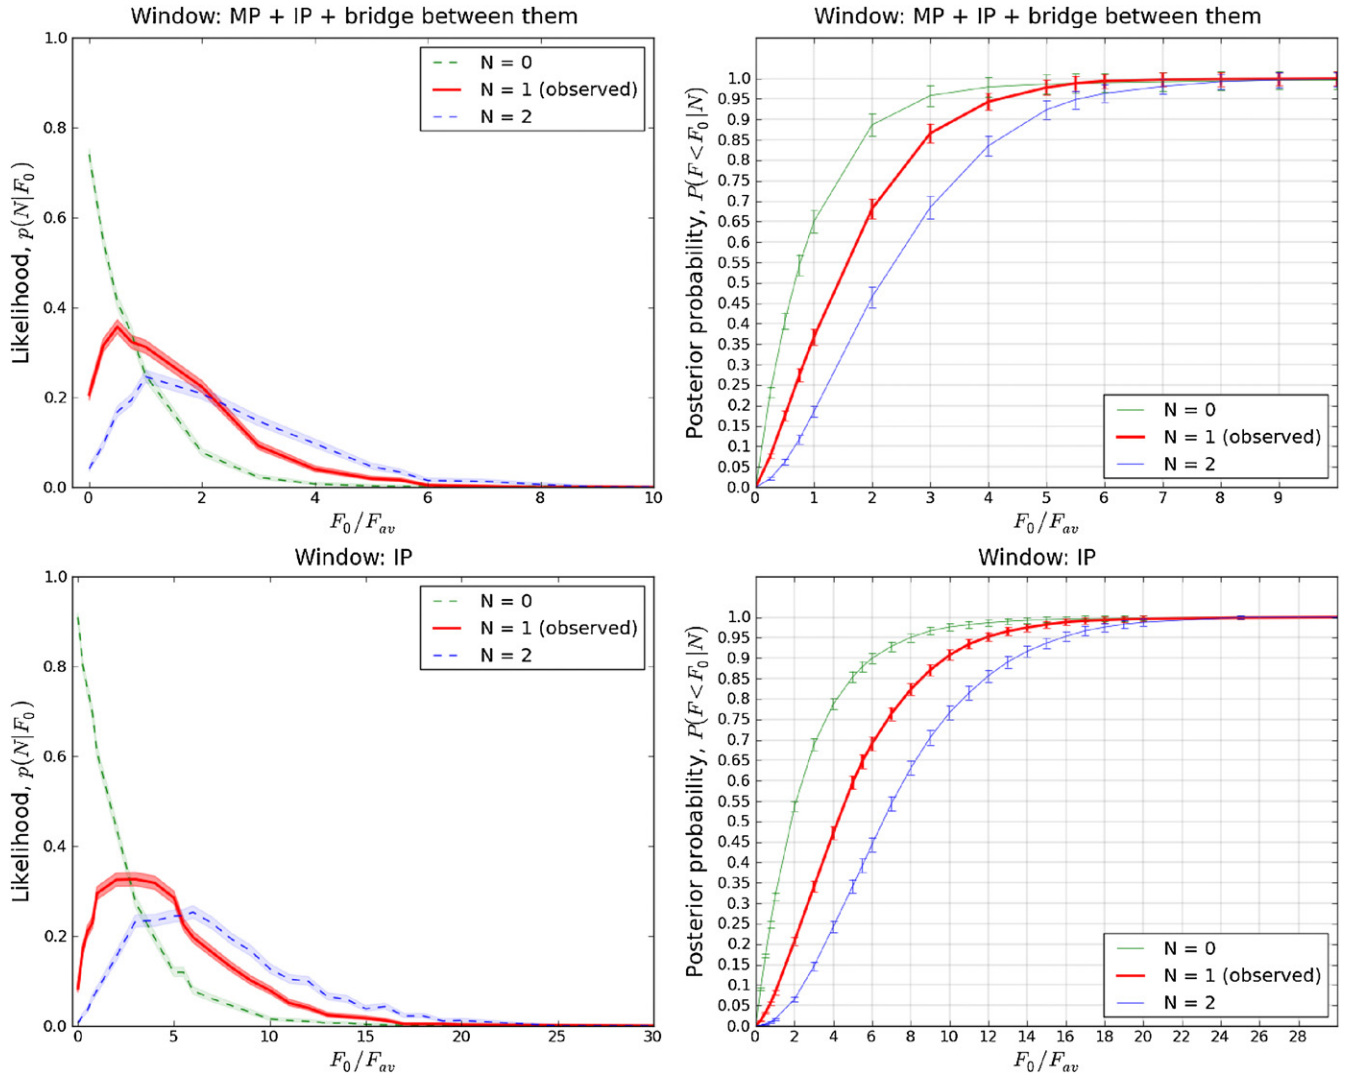 Window: MP + IP + bridge between them
1.0
0.8
0.6
0.4
0.2
0.0
Likelihood, p(N|F₀)
N = 0
N = 1 (observed)
N = 2
0 2 4 6 8 10
F₀/Fₐᵥ
Window: MP + IP + bridge between them
1.0
0.95
0.9
0.85
0.8
0.75
0.7
0.65
0.6
0.55
0.5
0.45
0.4
0.35
0.3
0.25
0.2
0.15
0.1
0.05
0.0
Posterior probability, P(F<F₀|N)
N = 0
N = 1 (observed)
N = 2
0 1 2 3 4 5 6 7 8 9
F₀/Fₐᵥ
Window: IP
1.0
0.8
0.6
0.4
0.2
0.0
Likelihood, p(N|F₀)
N = 0
N = 1 (observed)
N = 2
0 5 10 15 20 25 30
F₀/Fₐᵥ
Window: IP
1.0
0.95
0.9
0.85
0.8
0.75
0.7
0.65
0.6
0.55
0.5
0.45
0.4
0.35
0.3
0.25
0.2
0.15
0.1
0.05
0.0
Posterior probability, P(F<F₀|N)
N = 0
N = 1 (observed)
N = 2
0 2 4 6 8 10 12 14 16 18 20 22 24 26 28
F₀/Fₐᵥ